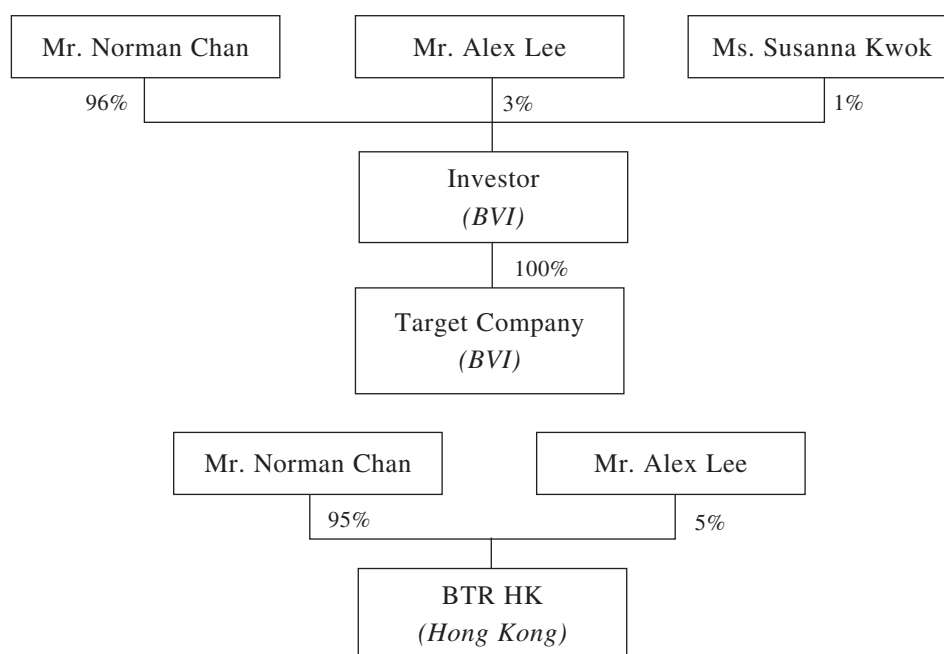 Mr. Norman Chan
Mr. Alex Lee
Ms. Susanna Kwok
96%
3%
1%
Investor
(BVI)
100%
Target Company
(BVI)
Mr. Norman Chan
Mr. Alex Lee
95%
5%
BTR HK
(Hong Kong)